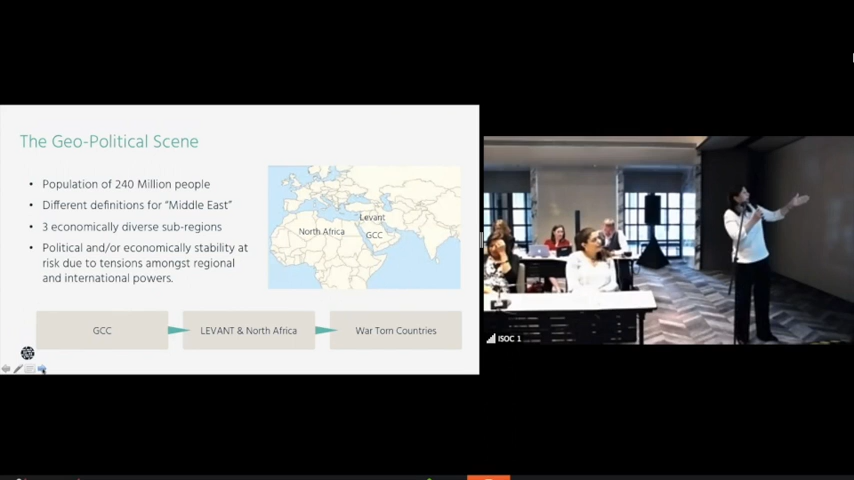 The Geo-Political Scene
• Population of 240 Million people
• Different definitions for "Middle East"
• 3 economically diverse sub-regions
• Political and/or economically stability at
risk due to tensions amongst regional
and international powers.
Levant
North Africa
GCC
GCC
LEVANT & North Africa
War Torn Countries
ISOC 1